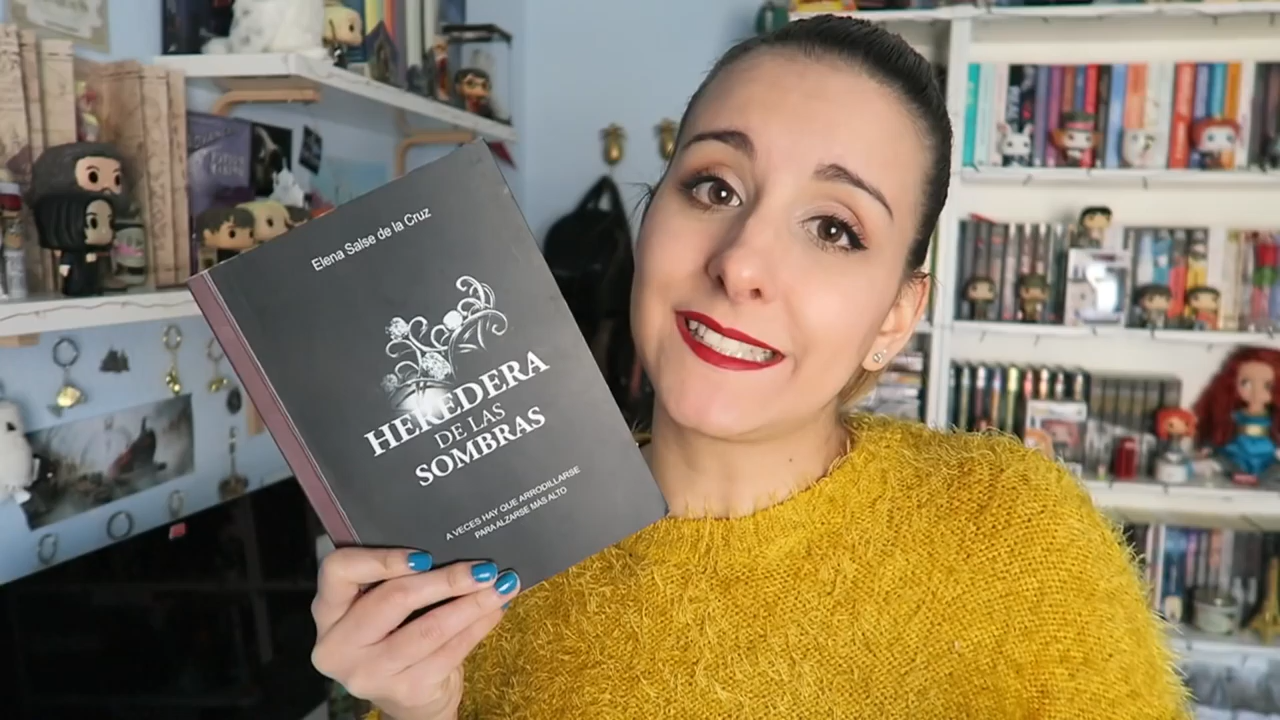 Elena Salse de la Cruz
HEREDERA
DE LAS
SOMBRAS
A VECES HAY QUE ARRODILLARSE
PARA ALZARSE MÁS ALTO